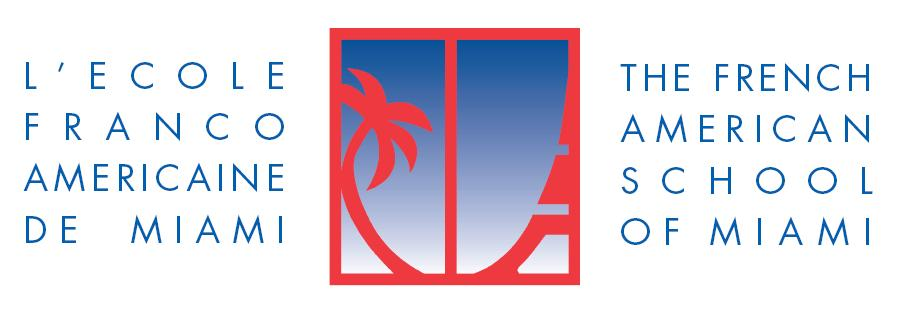 L'ECOLE
FRANCO
AMERICAINE
DE MIAMI
THE FRENCH
AMERICAN
SCHOOL
OF MIAMI